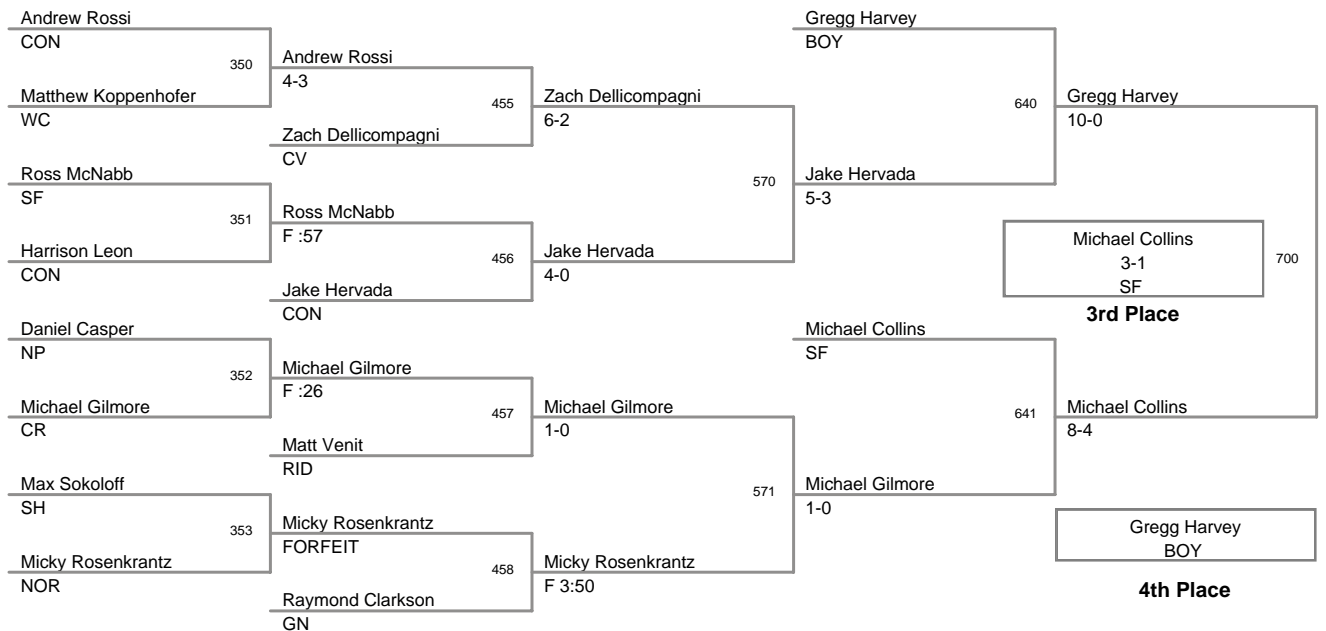 Andrew Rossi
CON
350
Matthew Koppenhofer
WC
Ross McNabb
SF
351
Harrison Leon
CON
Daniel Casper
NP
352
Michael Gilmore
CR
Max Sokoloff
SH
353
Micky Rosenkrantz
NOR
Andrew Rossi
4-3
455
Zach Dellicompagni
CV
Ross McNabb
F :57
456
Jake Hervada
CON
Michael Gilmore
F :26
457
Matt Venit
RID
Micky Rosenkrantz
FORFEIT
458
Raymond Clarkson
GN
Zach Dellicompagni
6-2
570
Jake Hervada
4-0
Michael Gilmore
1-0
571
Micky Rosenkrantz
F 3:50
Gregg Harvey
BOY
640
Jake Hervada
5-3
Michael Collins
SF
641
Michael Gilmore
1-0
Gregg Harvey
10-0
Michael Collins
3-1
SF
700
3rd Place
Michael Collins
8-4
Gregg Harvey
BOY
4th Place